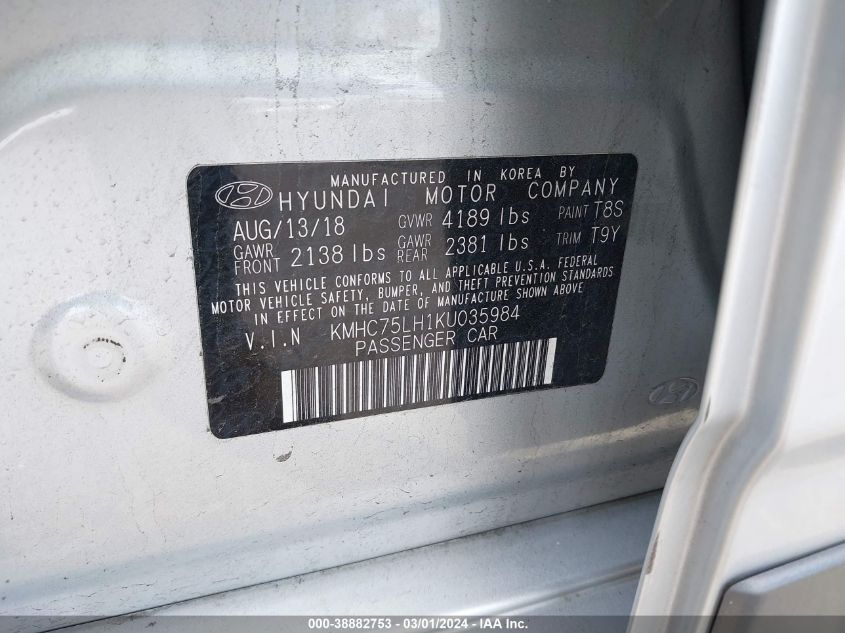 MANUFACTURED IN KOREA BY
HYUNDAI MOTOR COMPANY
AUG/13/18 GVWR 4189 lbs PAINT T8S
GAWR FRONT 2138 lbs GAWR REAR 2381 lbs TRIM T9Y
THIS VEHICLE CONFORMS TO ALL APPLICABLE U.S.A. FEDERAL
MOTOR VEHICLE SAFETY, BUMPER, AND THEFT PREVENTION STANDARDS
IN EFFECT ON THE DATE OF MANUFACTURE SHOWN ABOVE
V.I.N KMHC75LH1KU035984
PASSENGER CAR
000-38882753 - 03/01/2024 - IAA, Inc.